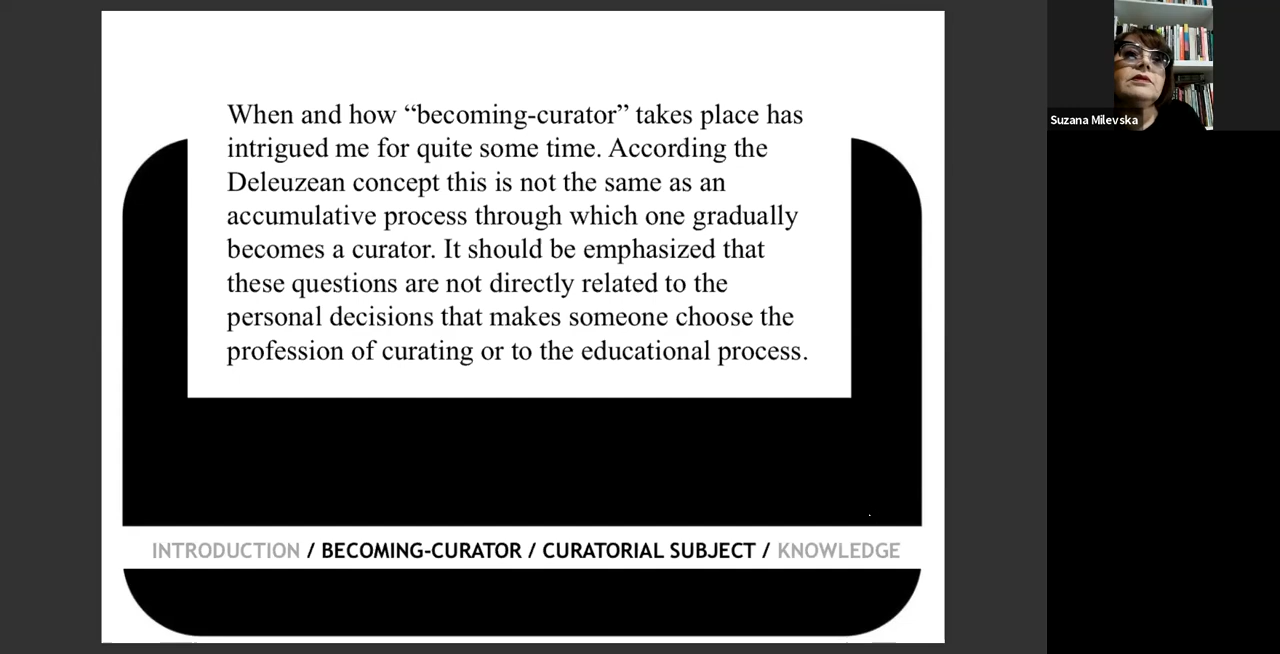 When and how “becoming-curator” takes place has
intrigued me for quite some time. According the
Deleuzean concept this is not the same as an
accumulative process through which one gradually
becomes a curator. It should be emphasized that
these questions are not directly related to the
personal decisions that makes someone choose the
profession of curating or to the educational process.
INTRODUCTION / BECOMING-CURATOR / CURATORIAL SUBJECT / KNOWLEDGE
Suzana Milevska